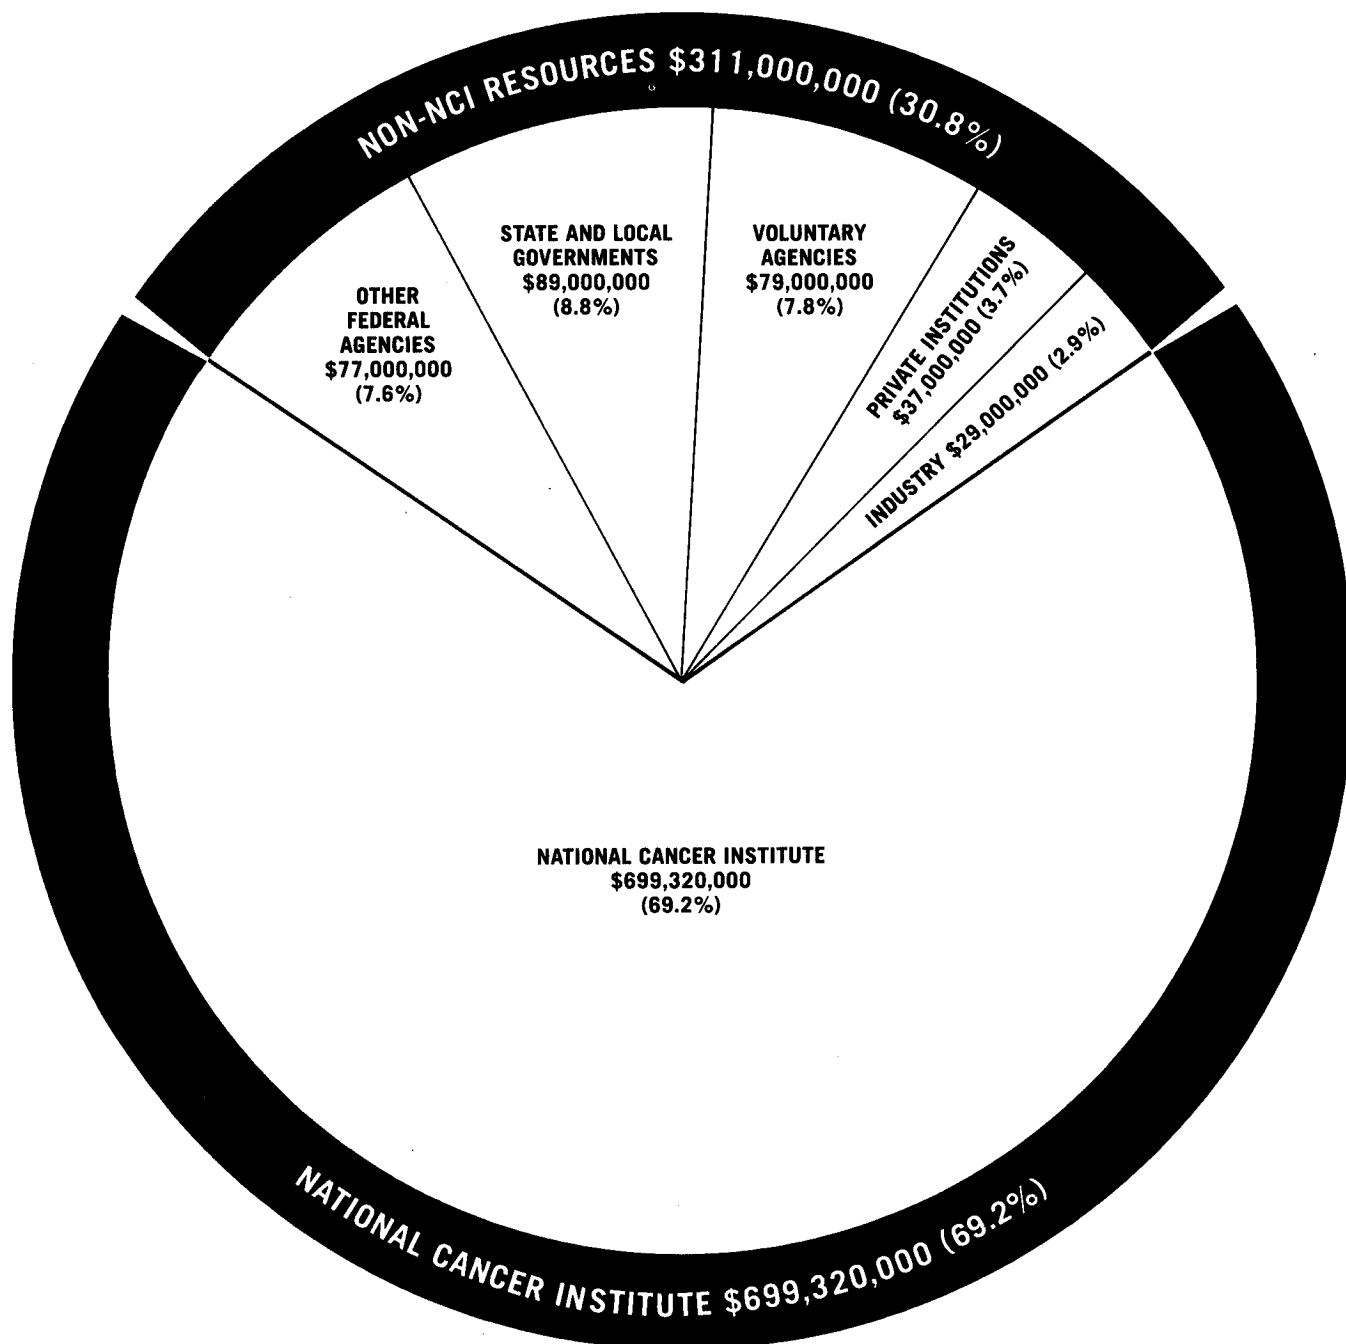 NON-NCI RESOURCES $311,000,000 (30.8%)
OTHER
FEDERAL
AGENCIES
$77,000,000
(7.6%)
STATE AND LOCAL
GOVERNMENTS
$89,000,000
(8.8%)
VOLUNTARY
AGENCIES
$79,000,000
(7.8%)
PRIVATE INSTITUTIONS
$37,000,000 (3.7%)
INDUSTRY $29,000,000 (2.9%)
NATIONAL CANCER INSTITUTE
$699,320,000
(69.2%)
NATIONAL CANCER INSTITUTE $699,320,000 (69.2%)